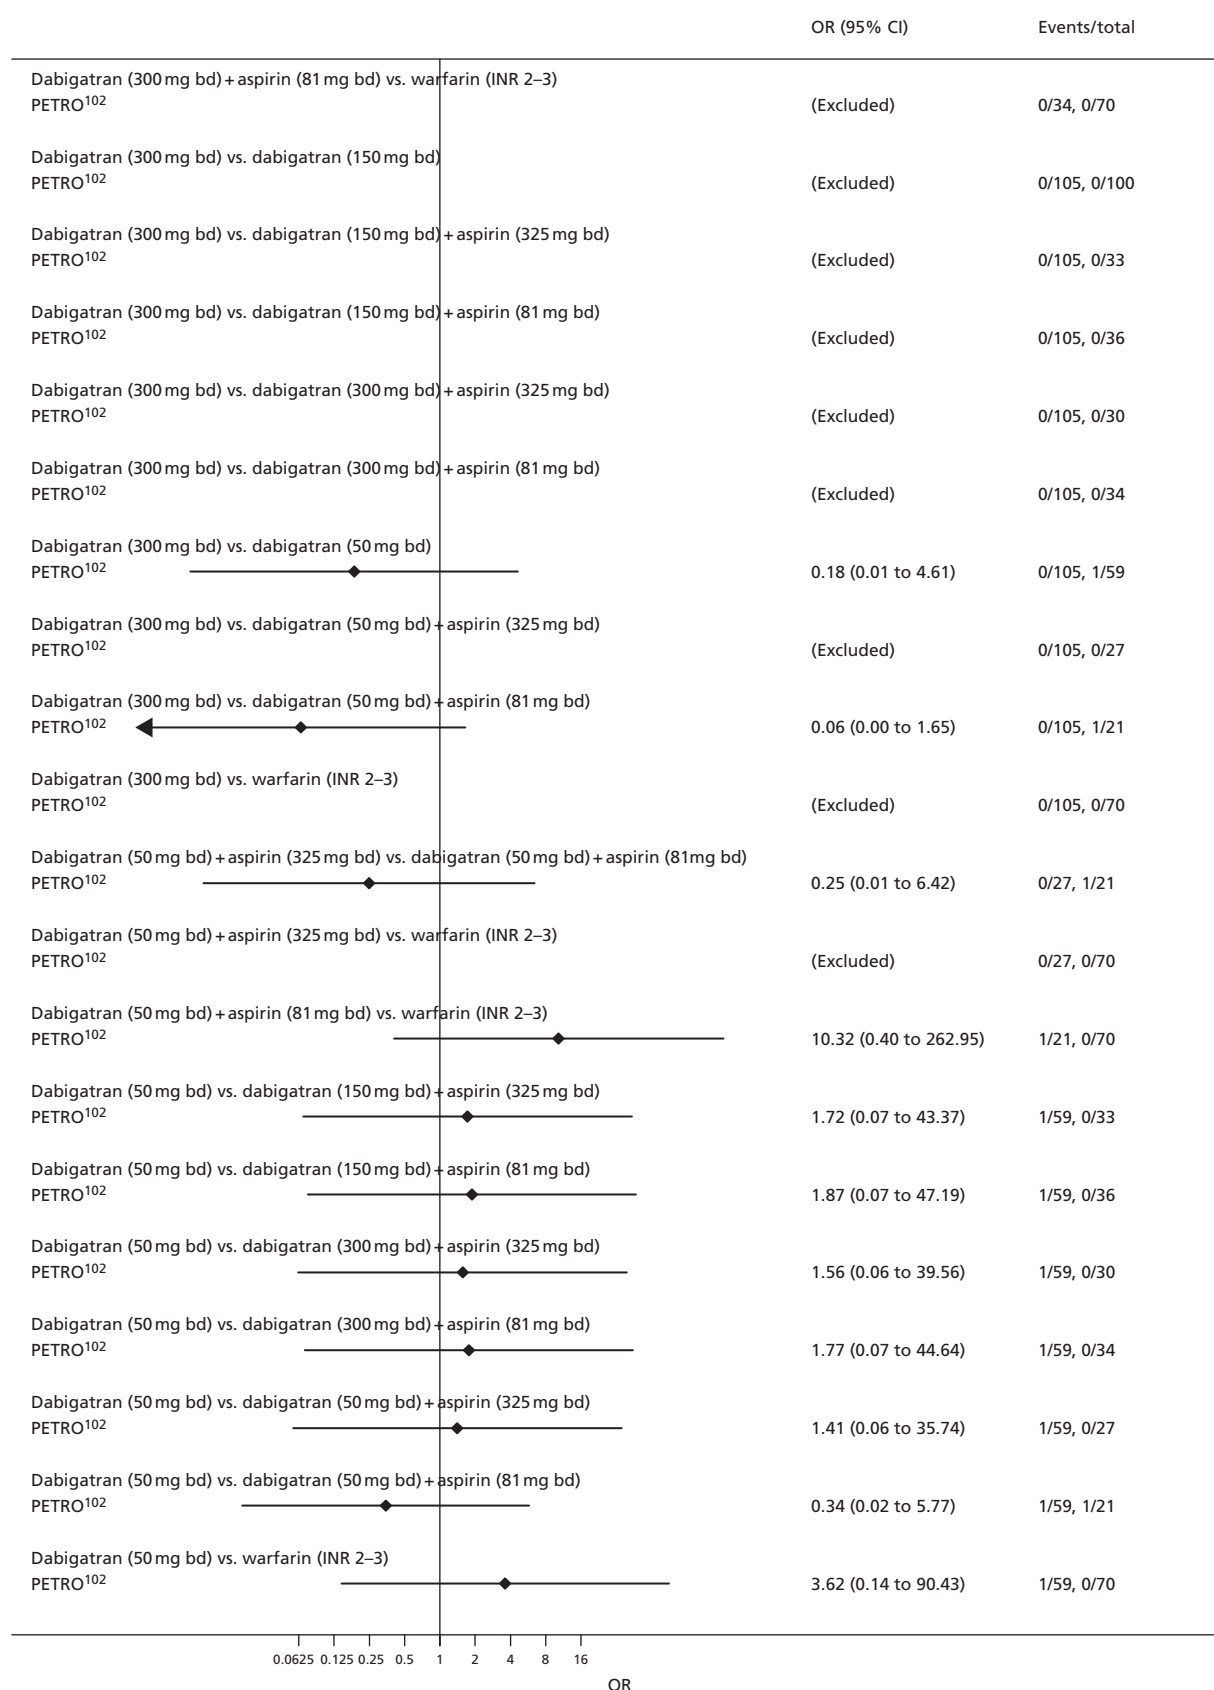 OR (95% CI) Events/total
Dabigatran (300 mg bd) + aspirin (81 mg bd) vs. warfarin (INR 2–3)
PETRO102 (Excluded) 0/34, 0/70
Dabigatran (300 mg bd) vs. dabigatran (150 mg bd)
PETRO102 (Excluded) 0/105, 0/100
Dabigatran (300 mg bd) vs. dabigatran (150 mg bd) + aspirin (325 mg bd)
PETRO102 (Excluded) 0/105, 0/33
Dabigatran (300 mg bd) vs. dabigatran (150 mg bd) + aspirin (81 mg bd)
PETRO102 (Excluded) 0/105, 0/36
Dabigatran (300 mg bd) vs. dabigatran (300 mg bd) + aspirin (325 mg bd)
PETRO102 (Excluded) 0/105, 0/30
Dabigatran (300 mg bd) vs. dabigatran (300 mg bd) + aspirin (81 mg bd)
PETRO102 (Excluded) 0/105, 0/34
Dabigatran (300 mg bd) vs. dabigatran (50 mg bd)
PETRO102 0.18 (0.01 to 4.61) 0/105, 1/59
Dabigatran (300 mg bd) vs. dabigatran (50 mg bd) + aspirin (325 mg bd)
PETRO102 (Excluded) 0/105, 0/27
Dabigatran (300 mg bd) vs. dabigatran (50 mg bd) + aspirin (81 mg bd)
PETRO102 0.06 (0.00 to 1.65) 0/105, 1/21
Dabigatran (300 mg bd) vs. warfarin (INR 2–3)
PETRO102 (Excluded) 0/105, 0/70
Dabigatran (50 mg bd) + aspirin (325 mg bd) vs. dabigatran (50 mg bd) + aspirin (81mg bd)
PETRO102 0.25 (0.01 to 6.42) 0/27, 1/21
Dabigatran (50 mg bd) + aspirin (325 mg bd) vs. warfarin (INR 2–3)
PETRO102 (Excluded) 0/27, 0/70
Dabigatran (50 mg bd) + aspirin (81 mg bd) vs. warfarin (INR 2–3)
PETRO102 10.32 (0.40 to 262.95) 1/21, 0/70
Dabigatran (50 mg bd) vs. dabigatran (150 mg bd) + aspirin (325 mg bd)
PETRO102 1.72 (0.07 to 43.37) 1/59, 0/33
Dabigatran (50 mg bd) vs. dabigatran (150 mg bd) + aspirin (81 mg bd)
PETRO102 1.87 (0.07 to 47.19) 1/59, 0/36
Dabigatran (50 mg bd) vs. dabigatran (300 mg bd) + aspirin (325 mg bd)
PETRO102 1.56 (0.06 to 39.56) 1/59, 0/30
Dabigatran (50 mg bd) vs. dabigatran (300 mg bd) + aspirin (81 mg bd)
PETRO102 1.77 (0.07 to 44.64) 1/59, 0/34
Dabigatran (50 mg bd) vs. dabigatran (50 mg bd) + aspirin (325 mg bd)
PETRO102 1.41 (0.06 to 35.74) 1/59, 0/27
Dabigatran (50 mg bd) vs. dabigatran (50 mg bd) + aspirin (81 mg bd)
PETRO102 0.34 (0.02 to 5.77) 1/59, 1/21
Dabigatran (50 mg bd) vs. warfarin (INR 2–3)
PETRO102 3.62 (0.14 to 90.43) 1/59, 0/70
0.0625 0.125 0.25 0.5 1 2 4 8 16
OR